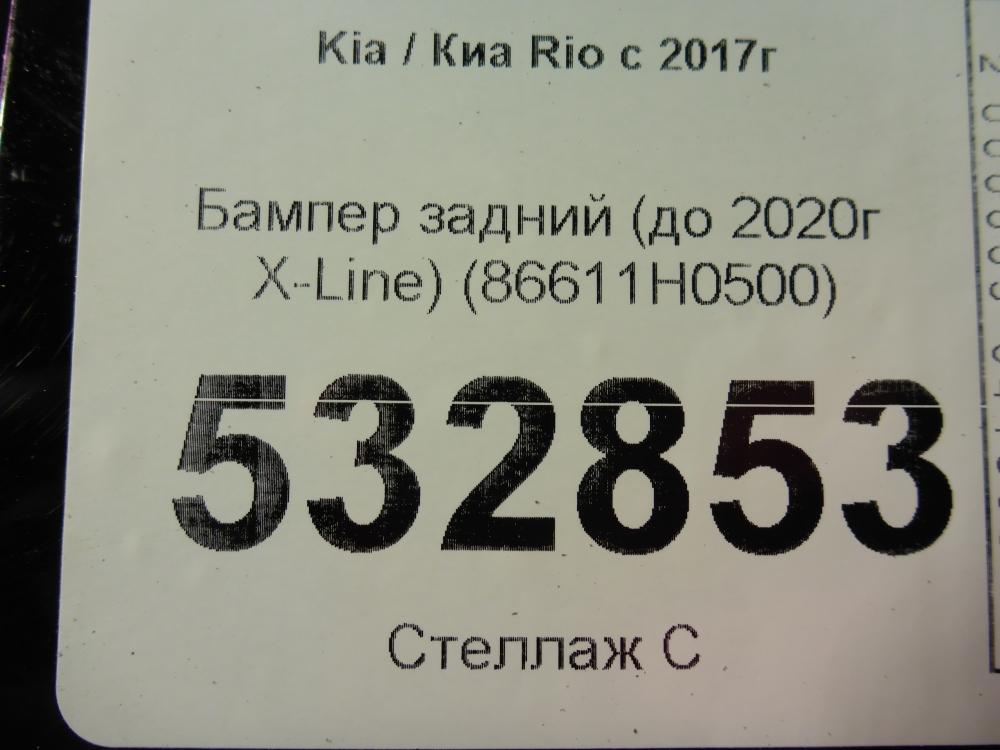 Kia / Киа Rio с 2017г
Бампер задний (до 2020г
X-Line) (86611H0500)
532853
Стеллаж С